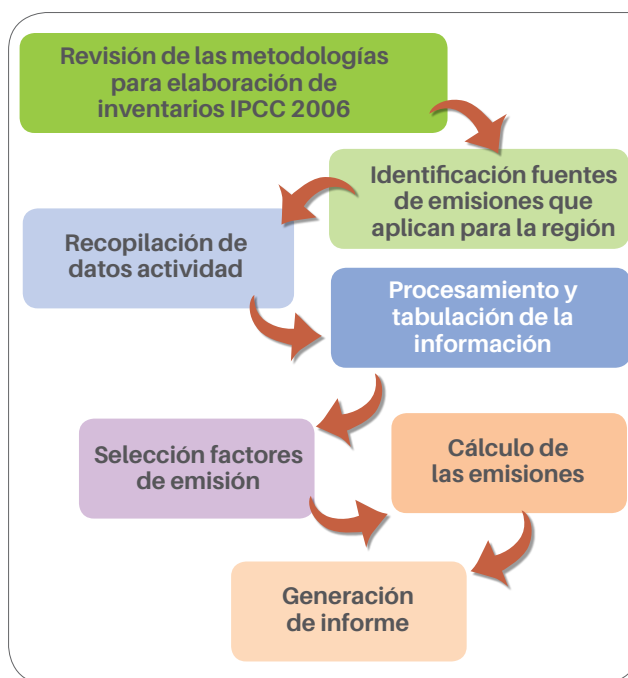 Revisión de las metodologías
para elaboración de
inventarios IPCC 2006
Identificación fuentes
de emisiones que
aplican para la región
Recopilación de
datos actividad
Procesamiento y
tabulación de la
información
Selección factores
de emisión
Cálculo de
las emisiones
Generación
de informe